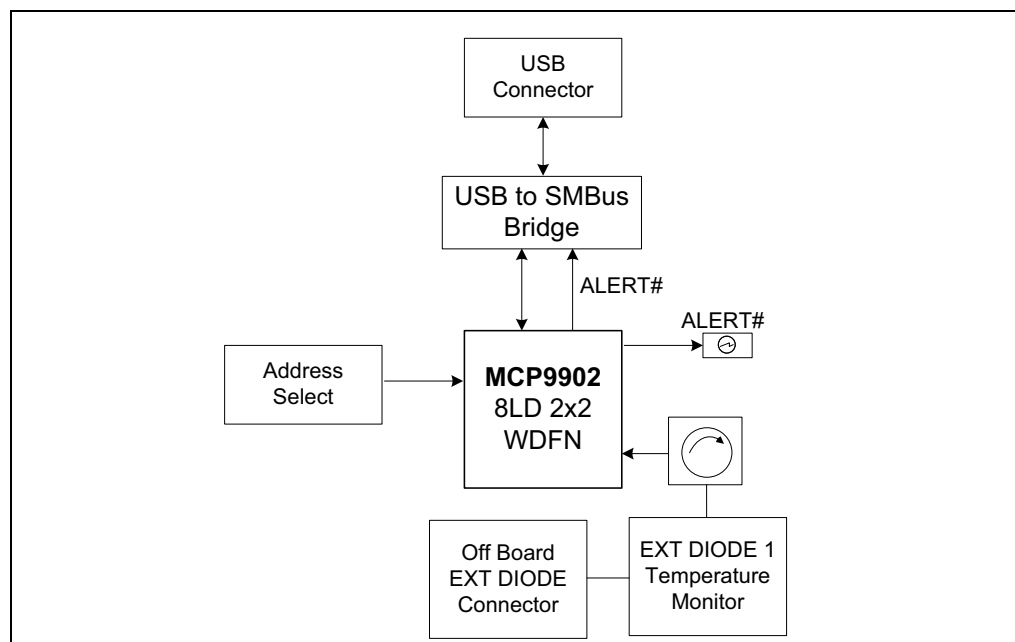 USB
Connector
USB to SMBus
Bridge
ALERT#
ALERT#
Address
Select
MCP9902
8LD 2x2
WDFN
Off Board
EXT DIODE
Connector
EXT DIODE 1
Temperature
Monitor